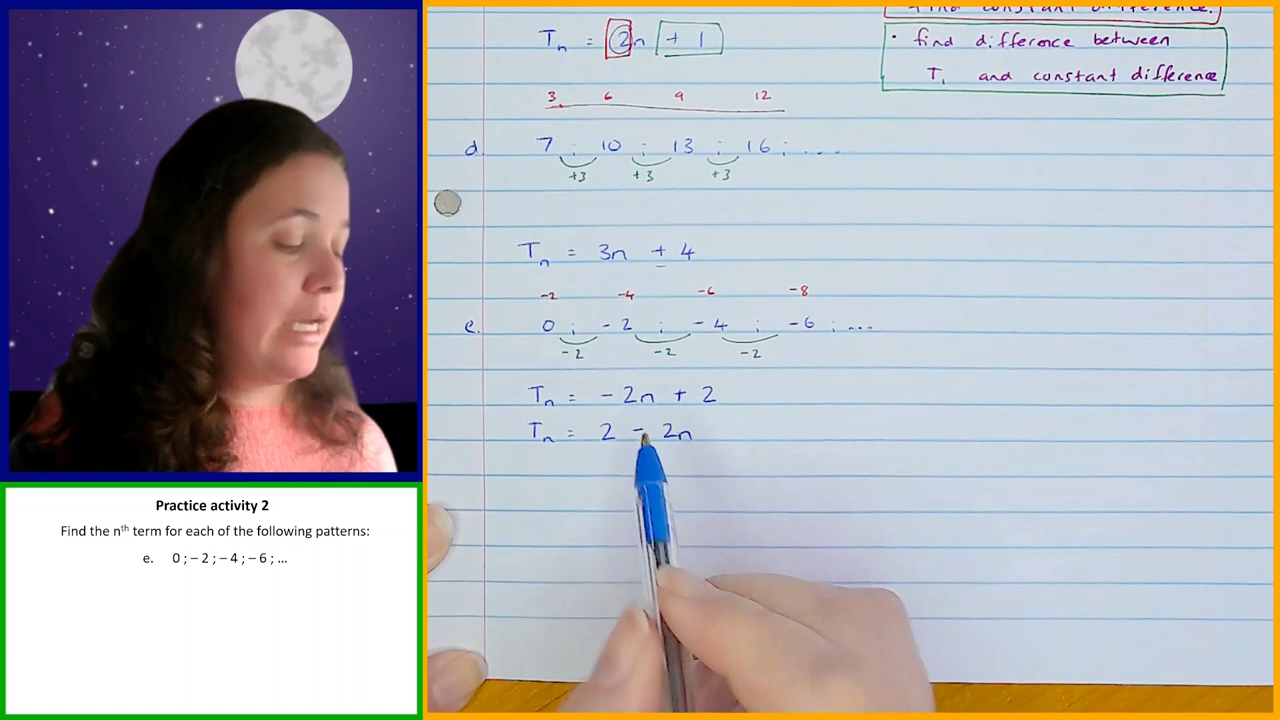 Practice activity 2
Find the nth term for each of the following patterns:
e. 0 ; – 2 ; – 4 ; – 6 ; ...
find constant difference.
Tn = 2n + 1
• find difference between
T1 and constant difference
3 6 9 12
d. 7 ; 10 ; 13 ; 16 ; ...
+3 +3 +3
Tn = 3n + 4
-2 -4 -6 -8
e. 0 ; -2 ; -4 ; -6 ; ...
-2 -2 -2
Tn = -2n + 2
Tn = 2 - 2n